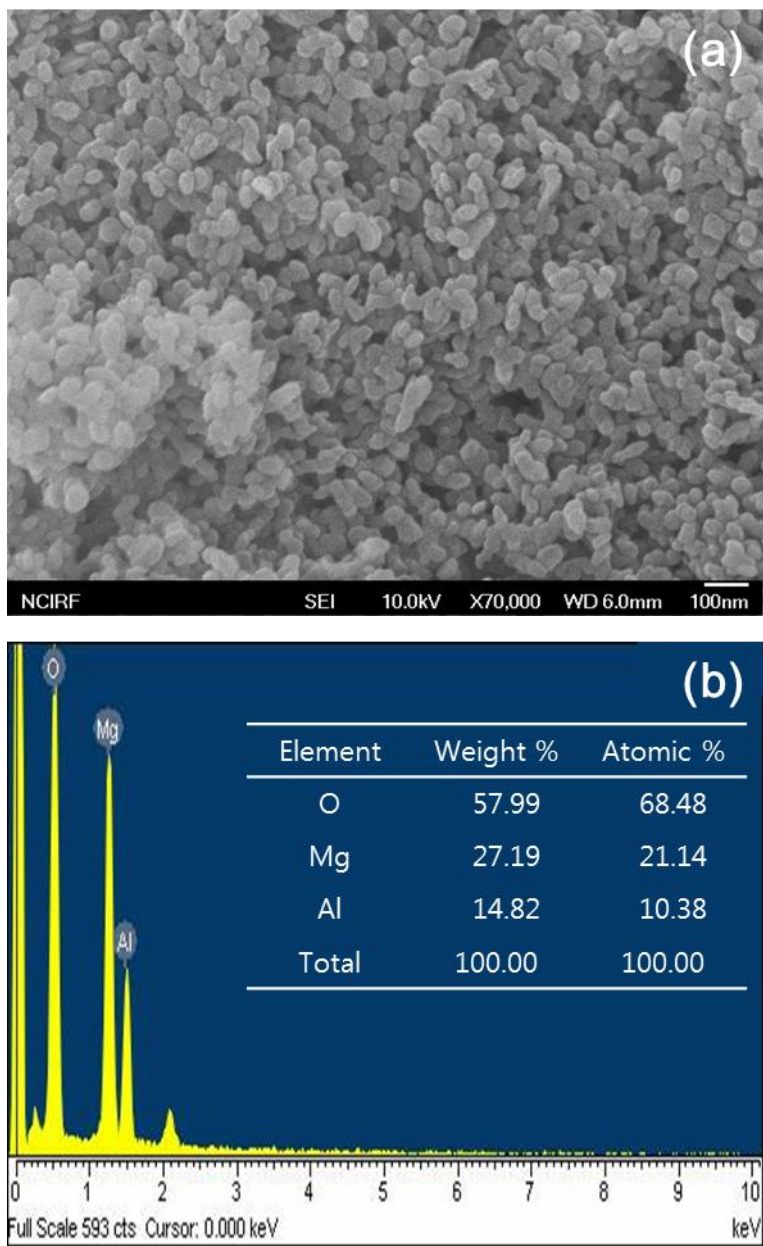 (a)
NCIRF SEI 10.0kV X70,000 WD 6.0mm 100nm
(b)
O
Mg
Al
Element Weight % Atomic %
O 57.99 68.48
Mg 27.19 21.14
Al 14.82 10.38
Total 100.00 100.00
0 1 2 3 4 5 6 7 8 9 10
Full Scale 593 cts Cursor: 0.000 keV keV